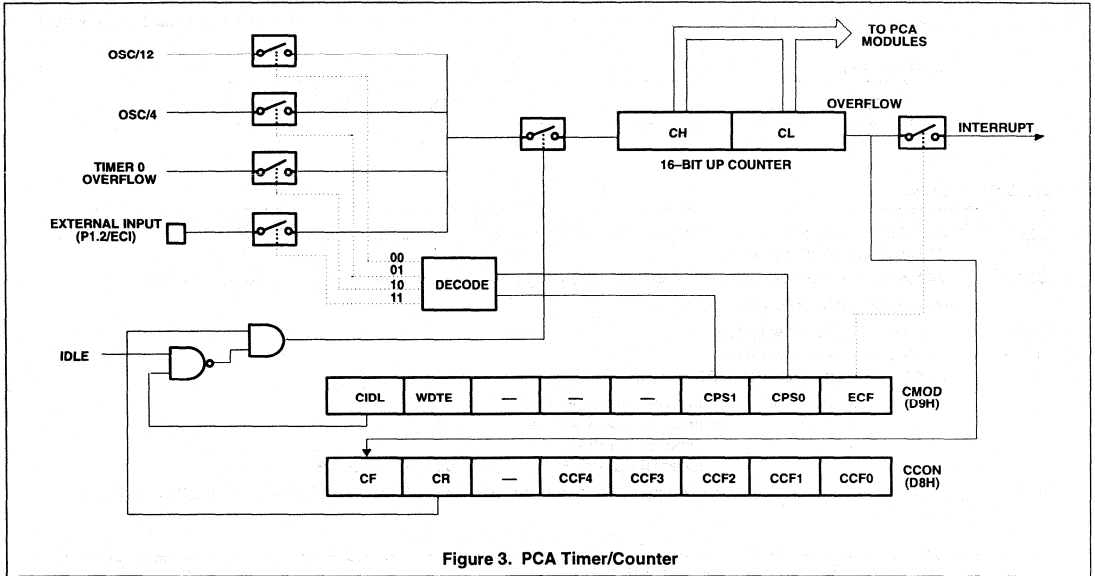 OSC/12
OSC/4
TIMER 0
OVERFLOW
EXTERNAL INPUT
(P1.2/ECI)
TO PCA
MODULES
OVERFLOW
CH
CL
INTERRUPT
16–BIT UP COUNTER
00
01
10
11
DECODE
IDLE
CIDL WDTE — — — CPS1 CPS0 ECF
CMOD
(D9H)
CF CR — CCF4 CCF3 CCF2 CCF1 CCF0
CCON
(D8H)
Figure 3. PCA Timer/Counter